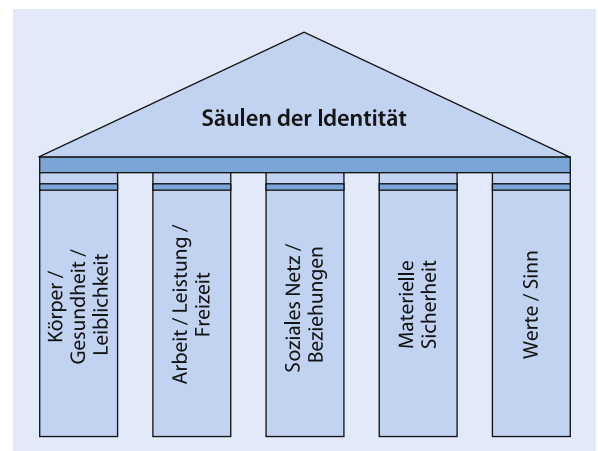 Säulen der Identität
Körper /
Gesundheit /
Leiblichkeit
Arbeit / Leistung /
Freizeit
Soziales Netz /
Beziehungen
Materielle
Sicherheit
Werte / Sinn